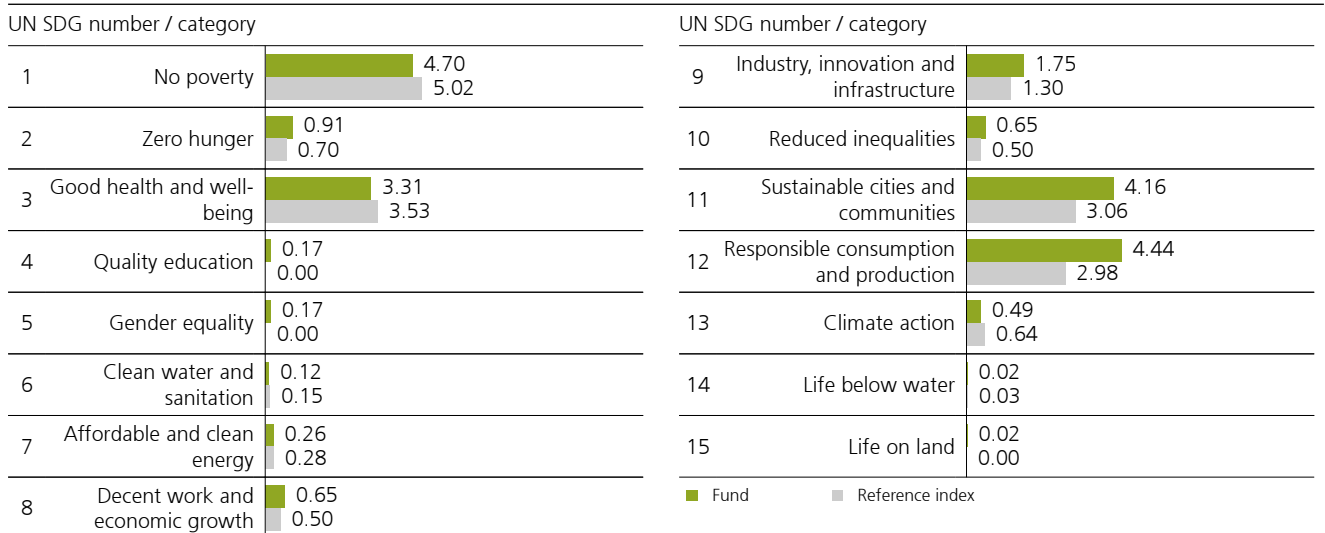 UN SDG number / category
1 No poverty 4.70
5.02
2 Zero hunger 0.91
0.70
3 Good health and well-
being 3.31
3.53
4 Quality education 0.17
0.00
5 Gender equality 0.17
0.00
6 Clean water and
sanitation 0.12
0.15
7 Affordable and clean
energy 0.26
0.28
8 Decent work and
economic growth 0.65
0.50
UN SDG number / category
9 Industry, innovation and
infrastructure 1.75
1.30
10 Reduced inequalities 0.65
0.50
11 Sustainable cities and
communities 4.16
3.06
12 Responsible consumption
and production 4.44
2.98
13 Climate action 0.49
0.64
14 Life below water 0.02
0.03
15 Life on land 0.02
0.00
Fund Reference index